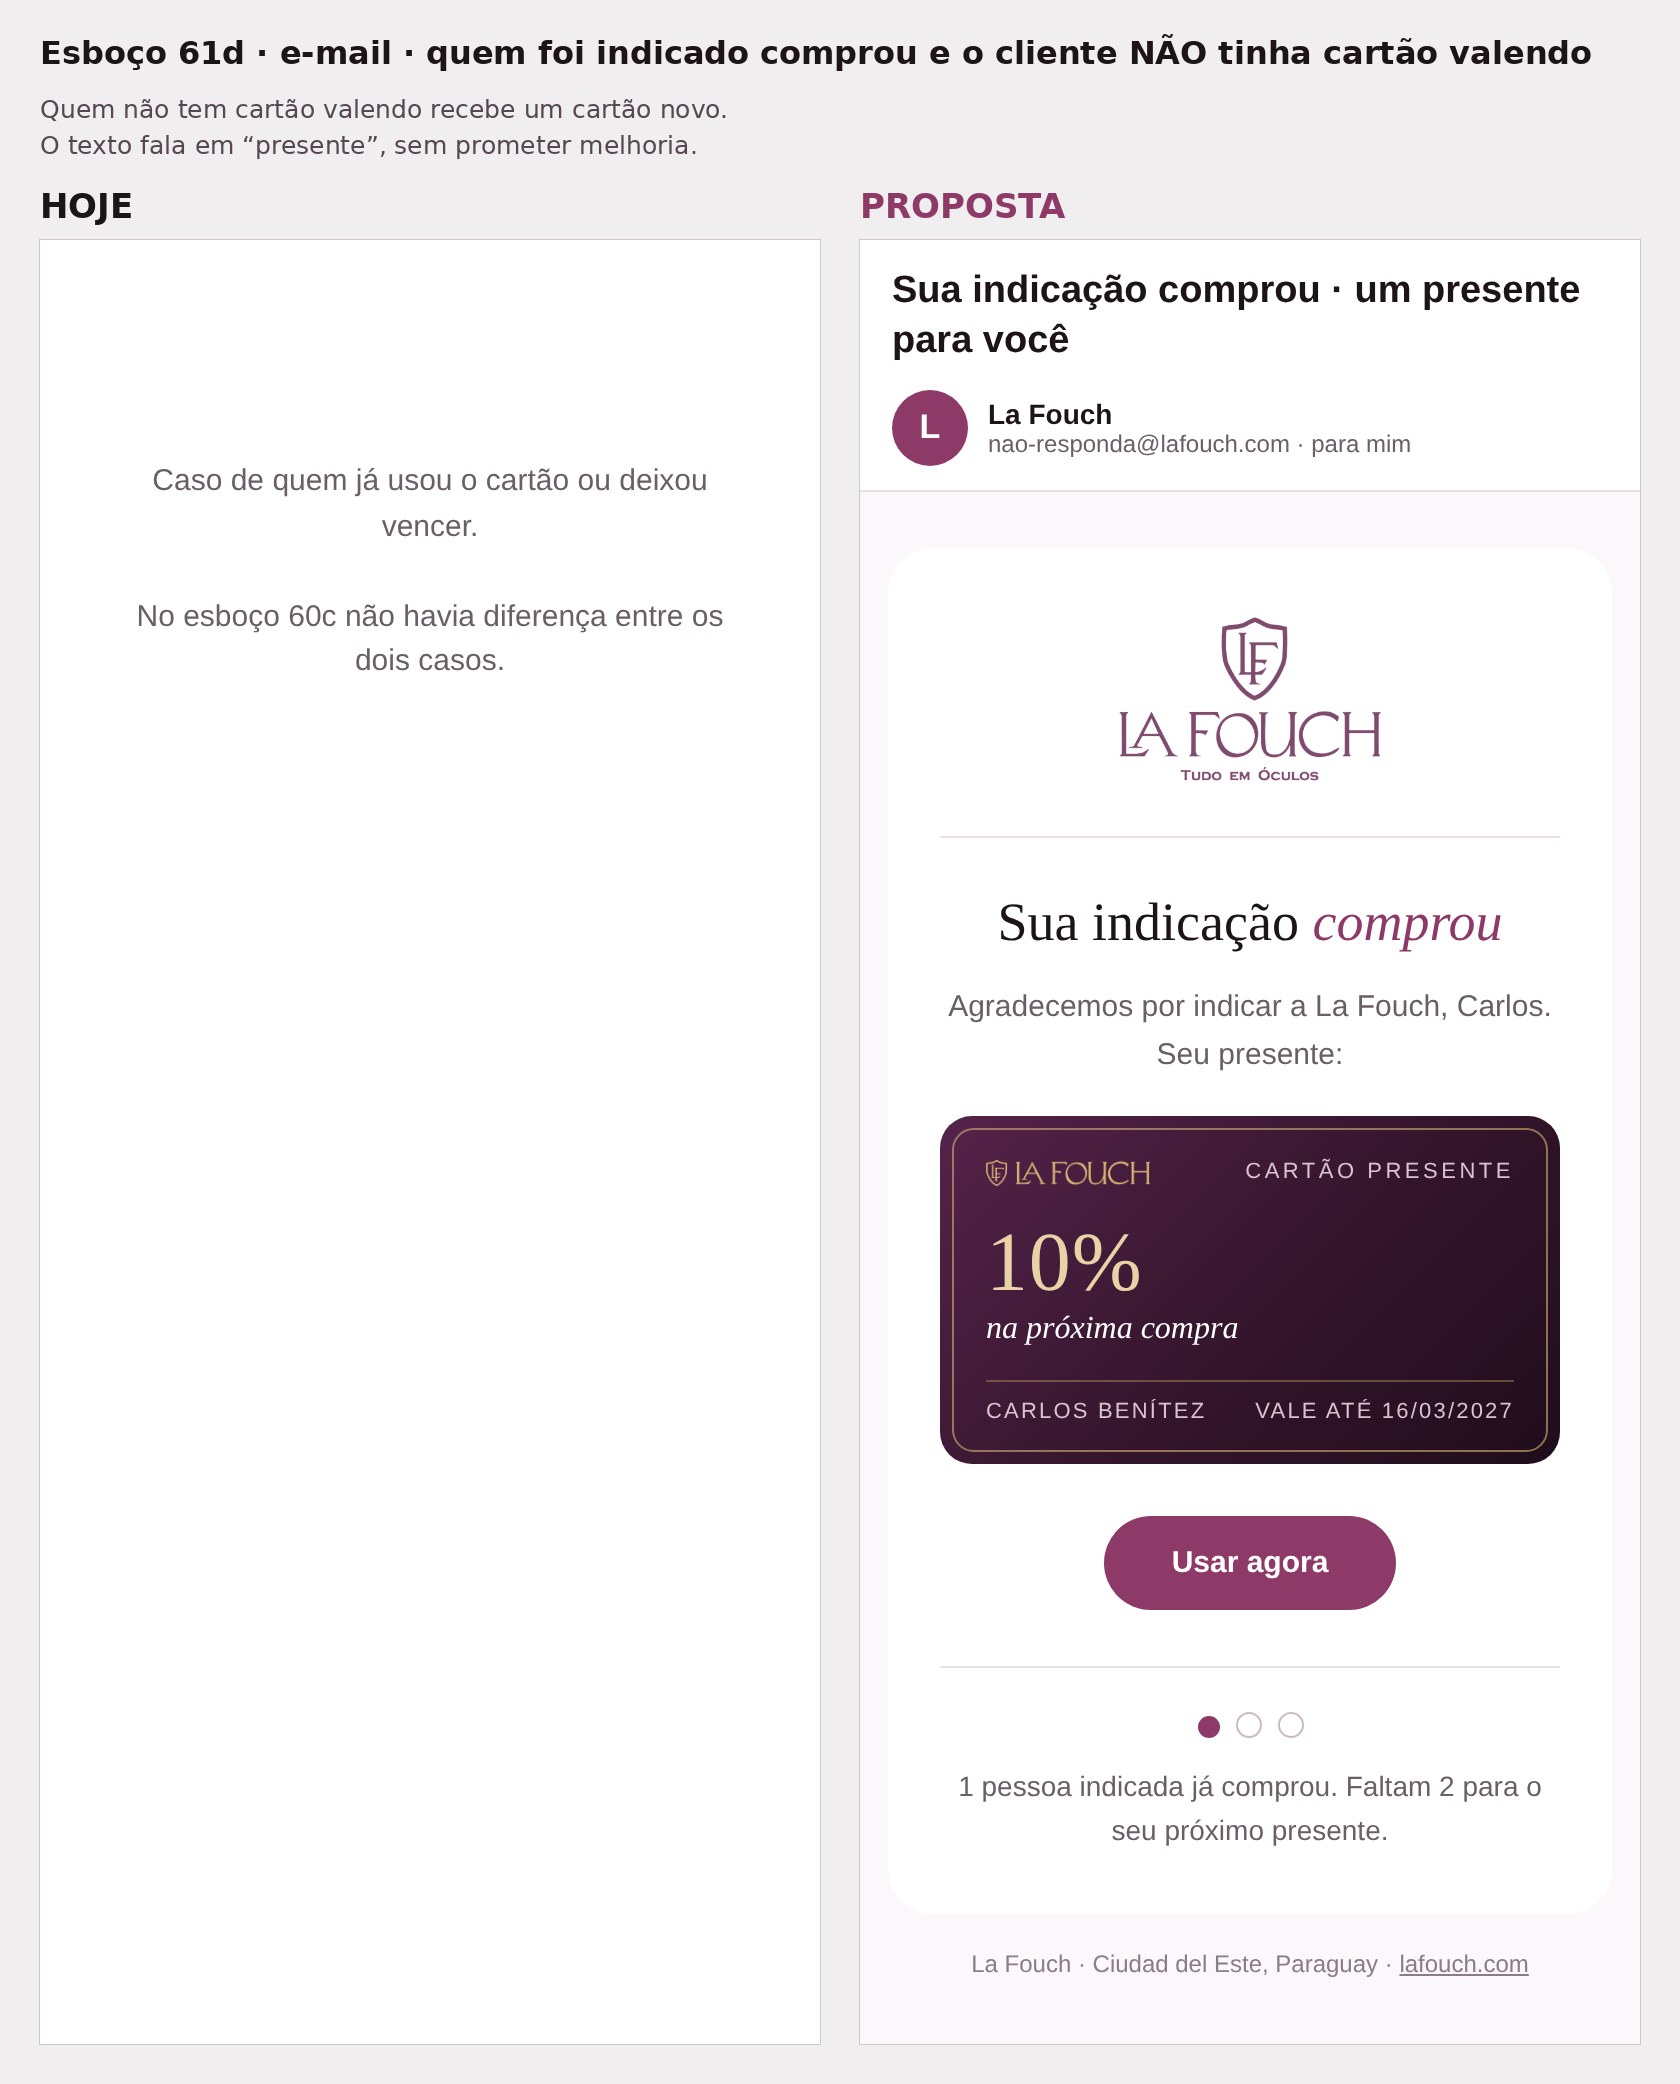 Esboço 61d · e-mail · quem foi indicado comprou e o cliente NÃO tinha cartão valendo
Quem não tem cartão valendo recebe um cartão novo.
O texto fala em “presente”, sem prometer melhoria.
HOJE
Caso de quem já usou o cartão ou deixou
vencer.
No esboço 60c não havia diferença entre os
dois casos.
PROPOSTA
Sua indicação comprou · um presente
para você
L
La Fouch
nao-responda@lafouch.com · para mim
LF
LA FOUCH
TUDO EM ÓCULOS
Sua indicação comprou
Agradecemos por indicar a La Fouch, Carlos.
Seu presente:
LF LA FOUCH
CARTÃO PRESENTE
10%
na próxima compra
CARLOS BENÍTEZ
VALE ATÉ 16/03/2027
Usar agora
1 pessoa indicada já comprou. Faltam 2 para o
seu próximo presente.
La Fouch · Ciudad del Este, Paraguay · lafouch.com